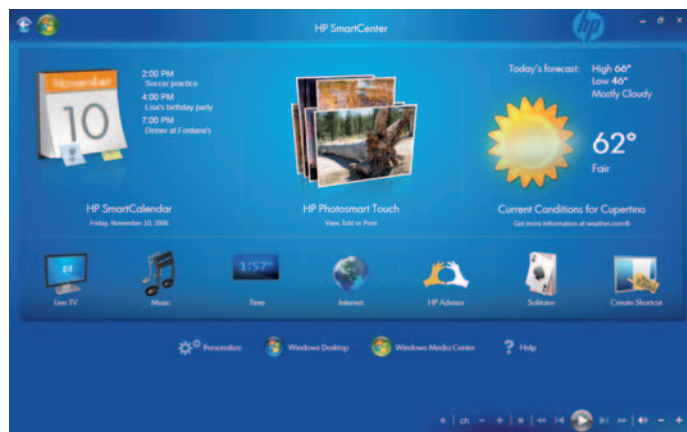 HP SmartCenter
hp
November
10
2:00 PM
Soccer practice
4:00 PM
Lisa's birthday party
7:00 PM
Dinner at Fontana's
HP SmartCalendar
Friday, November 10, 2006
HP Photosmart Touch
View, Edit or Print
Today's forecast:
High 66°
Low 46°
Mostly Cloudy
62°
Fair
Current Conditions for Cupertino
Get more information at weather.com®
Live TV
Music
1:57
Time
Internet
HP Advisor
Solitaire
Create Shortcut
Personalize
Windows Desktop
Windows Media Center
? Help
ch